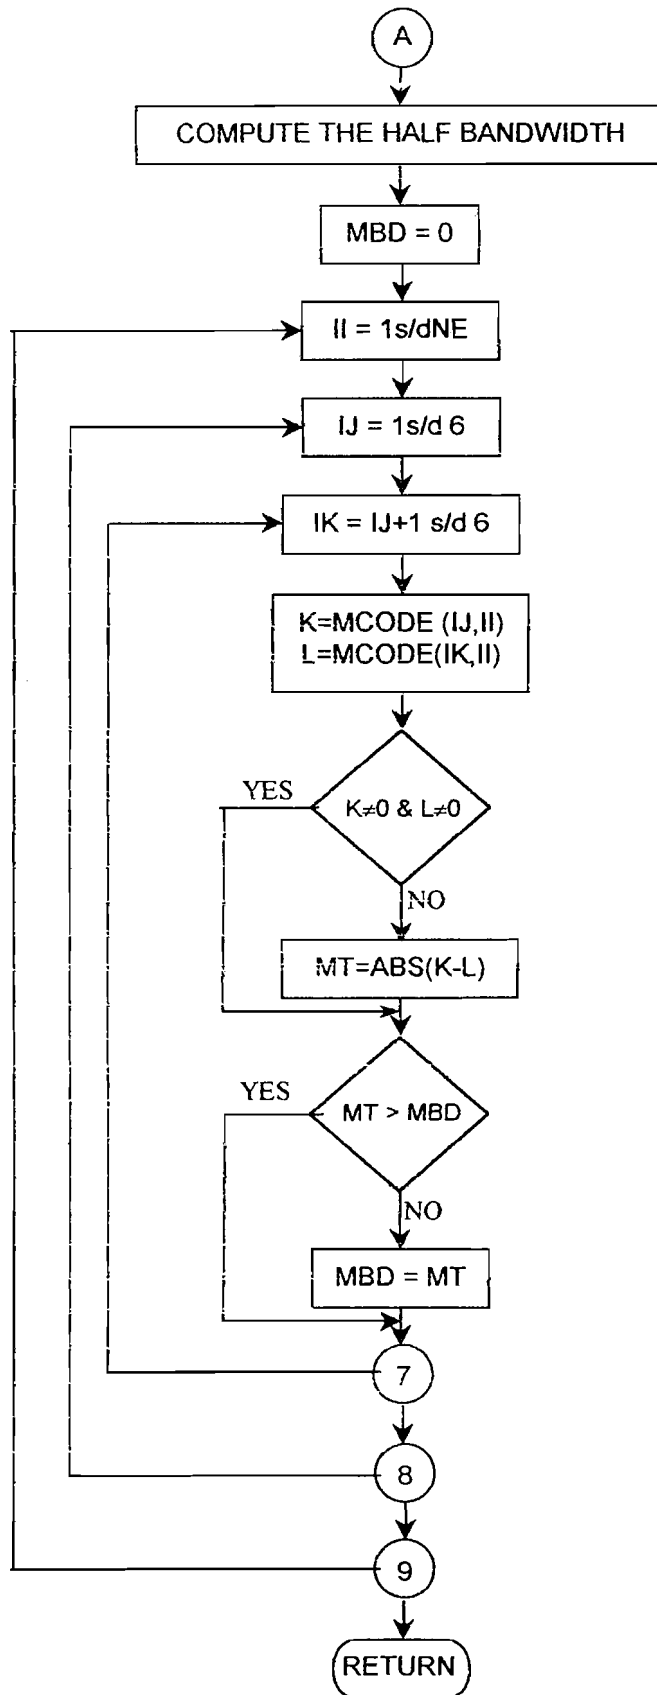 A
COMPUTE THE HALF BANDWIDTH
MBD = 0
II = 1s/dNE
IJ = 1s/d 6
IK = IJ+1 s/d 6
K=MCODE (IJ,II)
L=MCODE(IK,II)
YES
K≠0 & L≠0
NO
MT=ABS(K-L)
YES
MT > MBD
NO
MBD = MT
7
8
9
RETURN